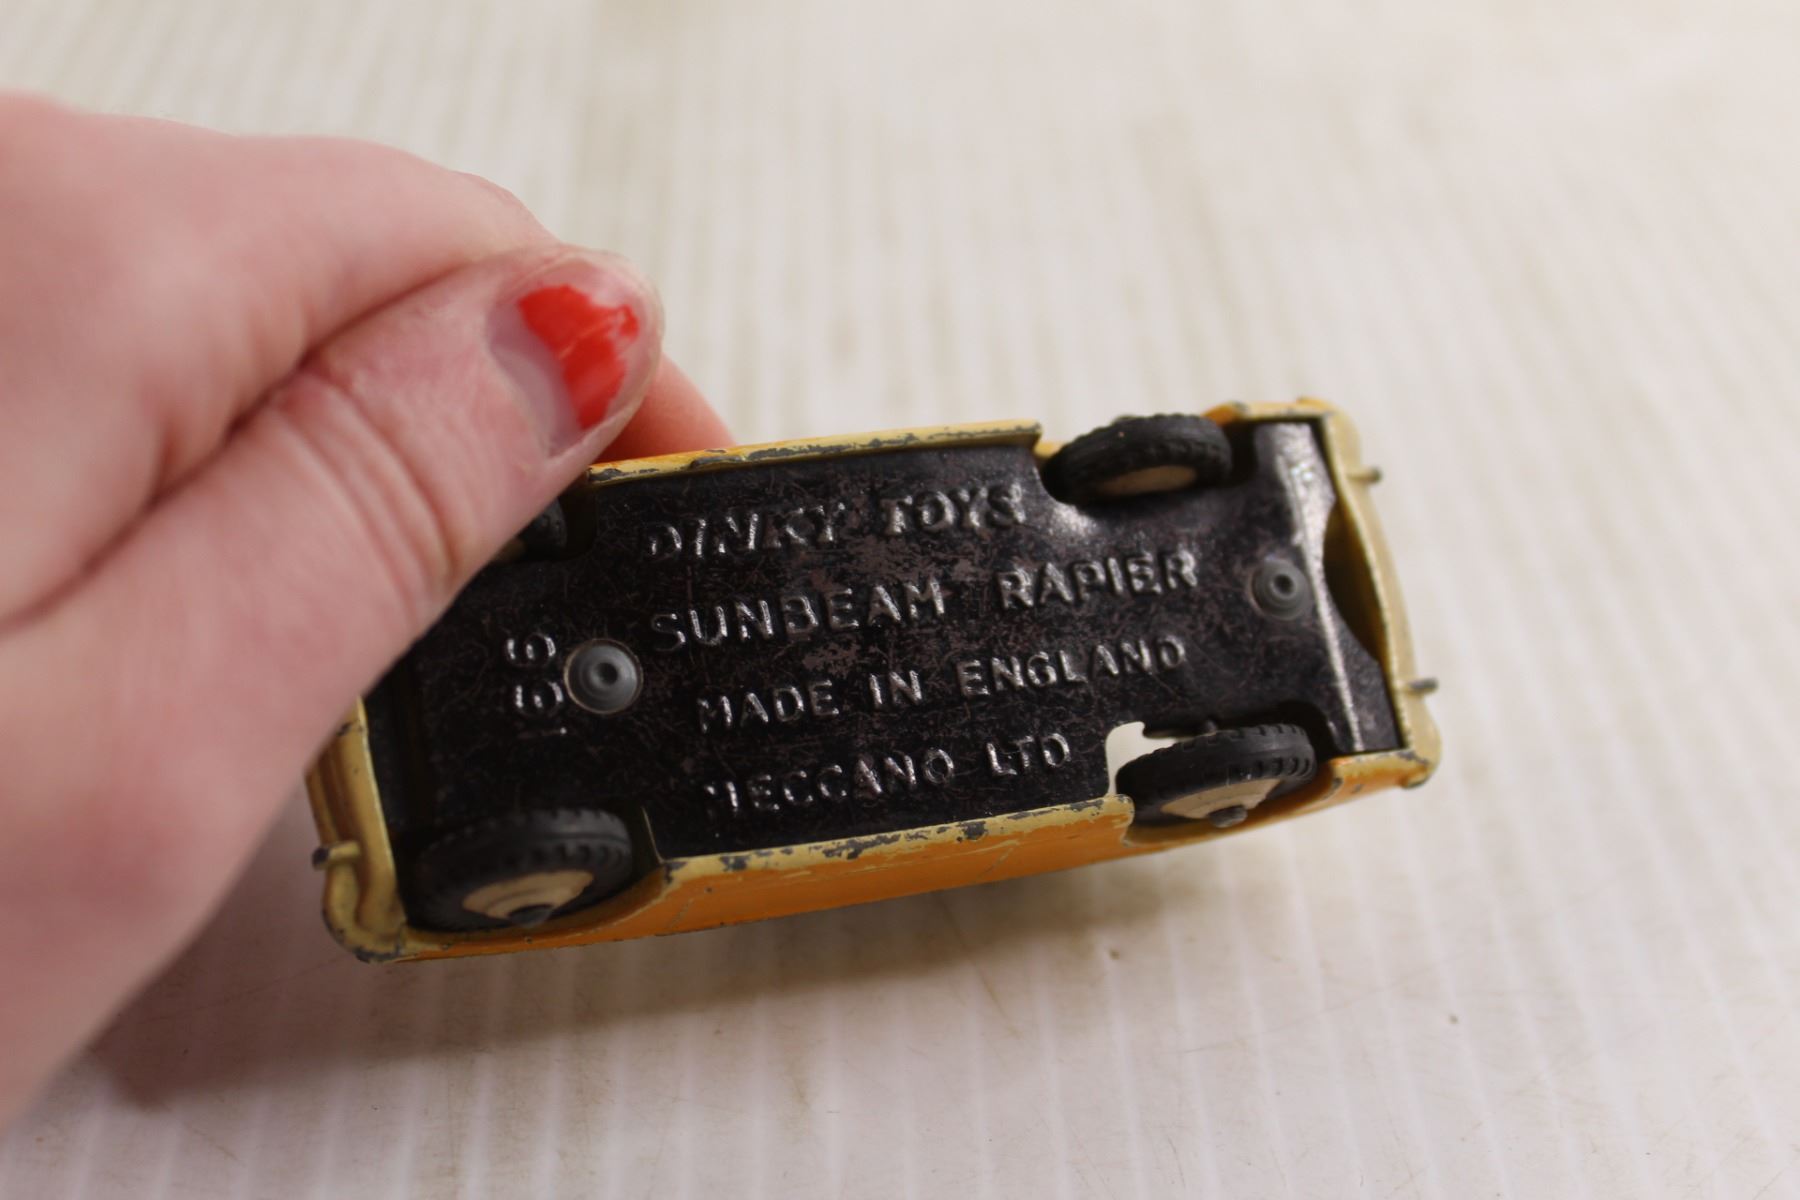 DINKY TOYS
SUNBEAM RAPIER
MADE IN ENGLAND
MECCANO LTD
166